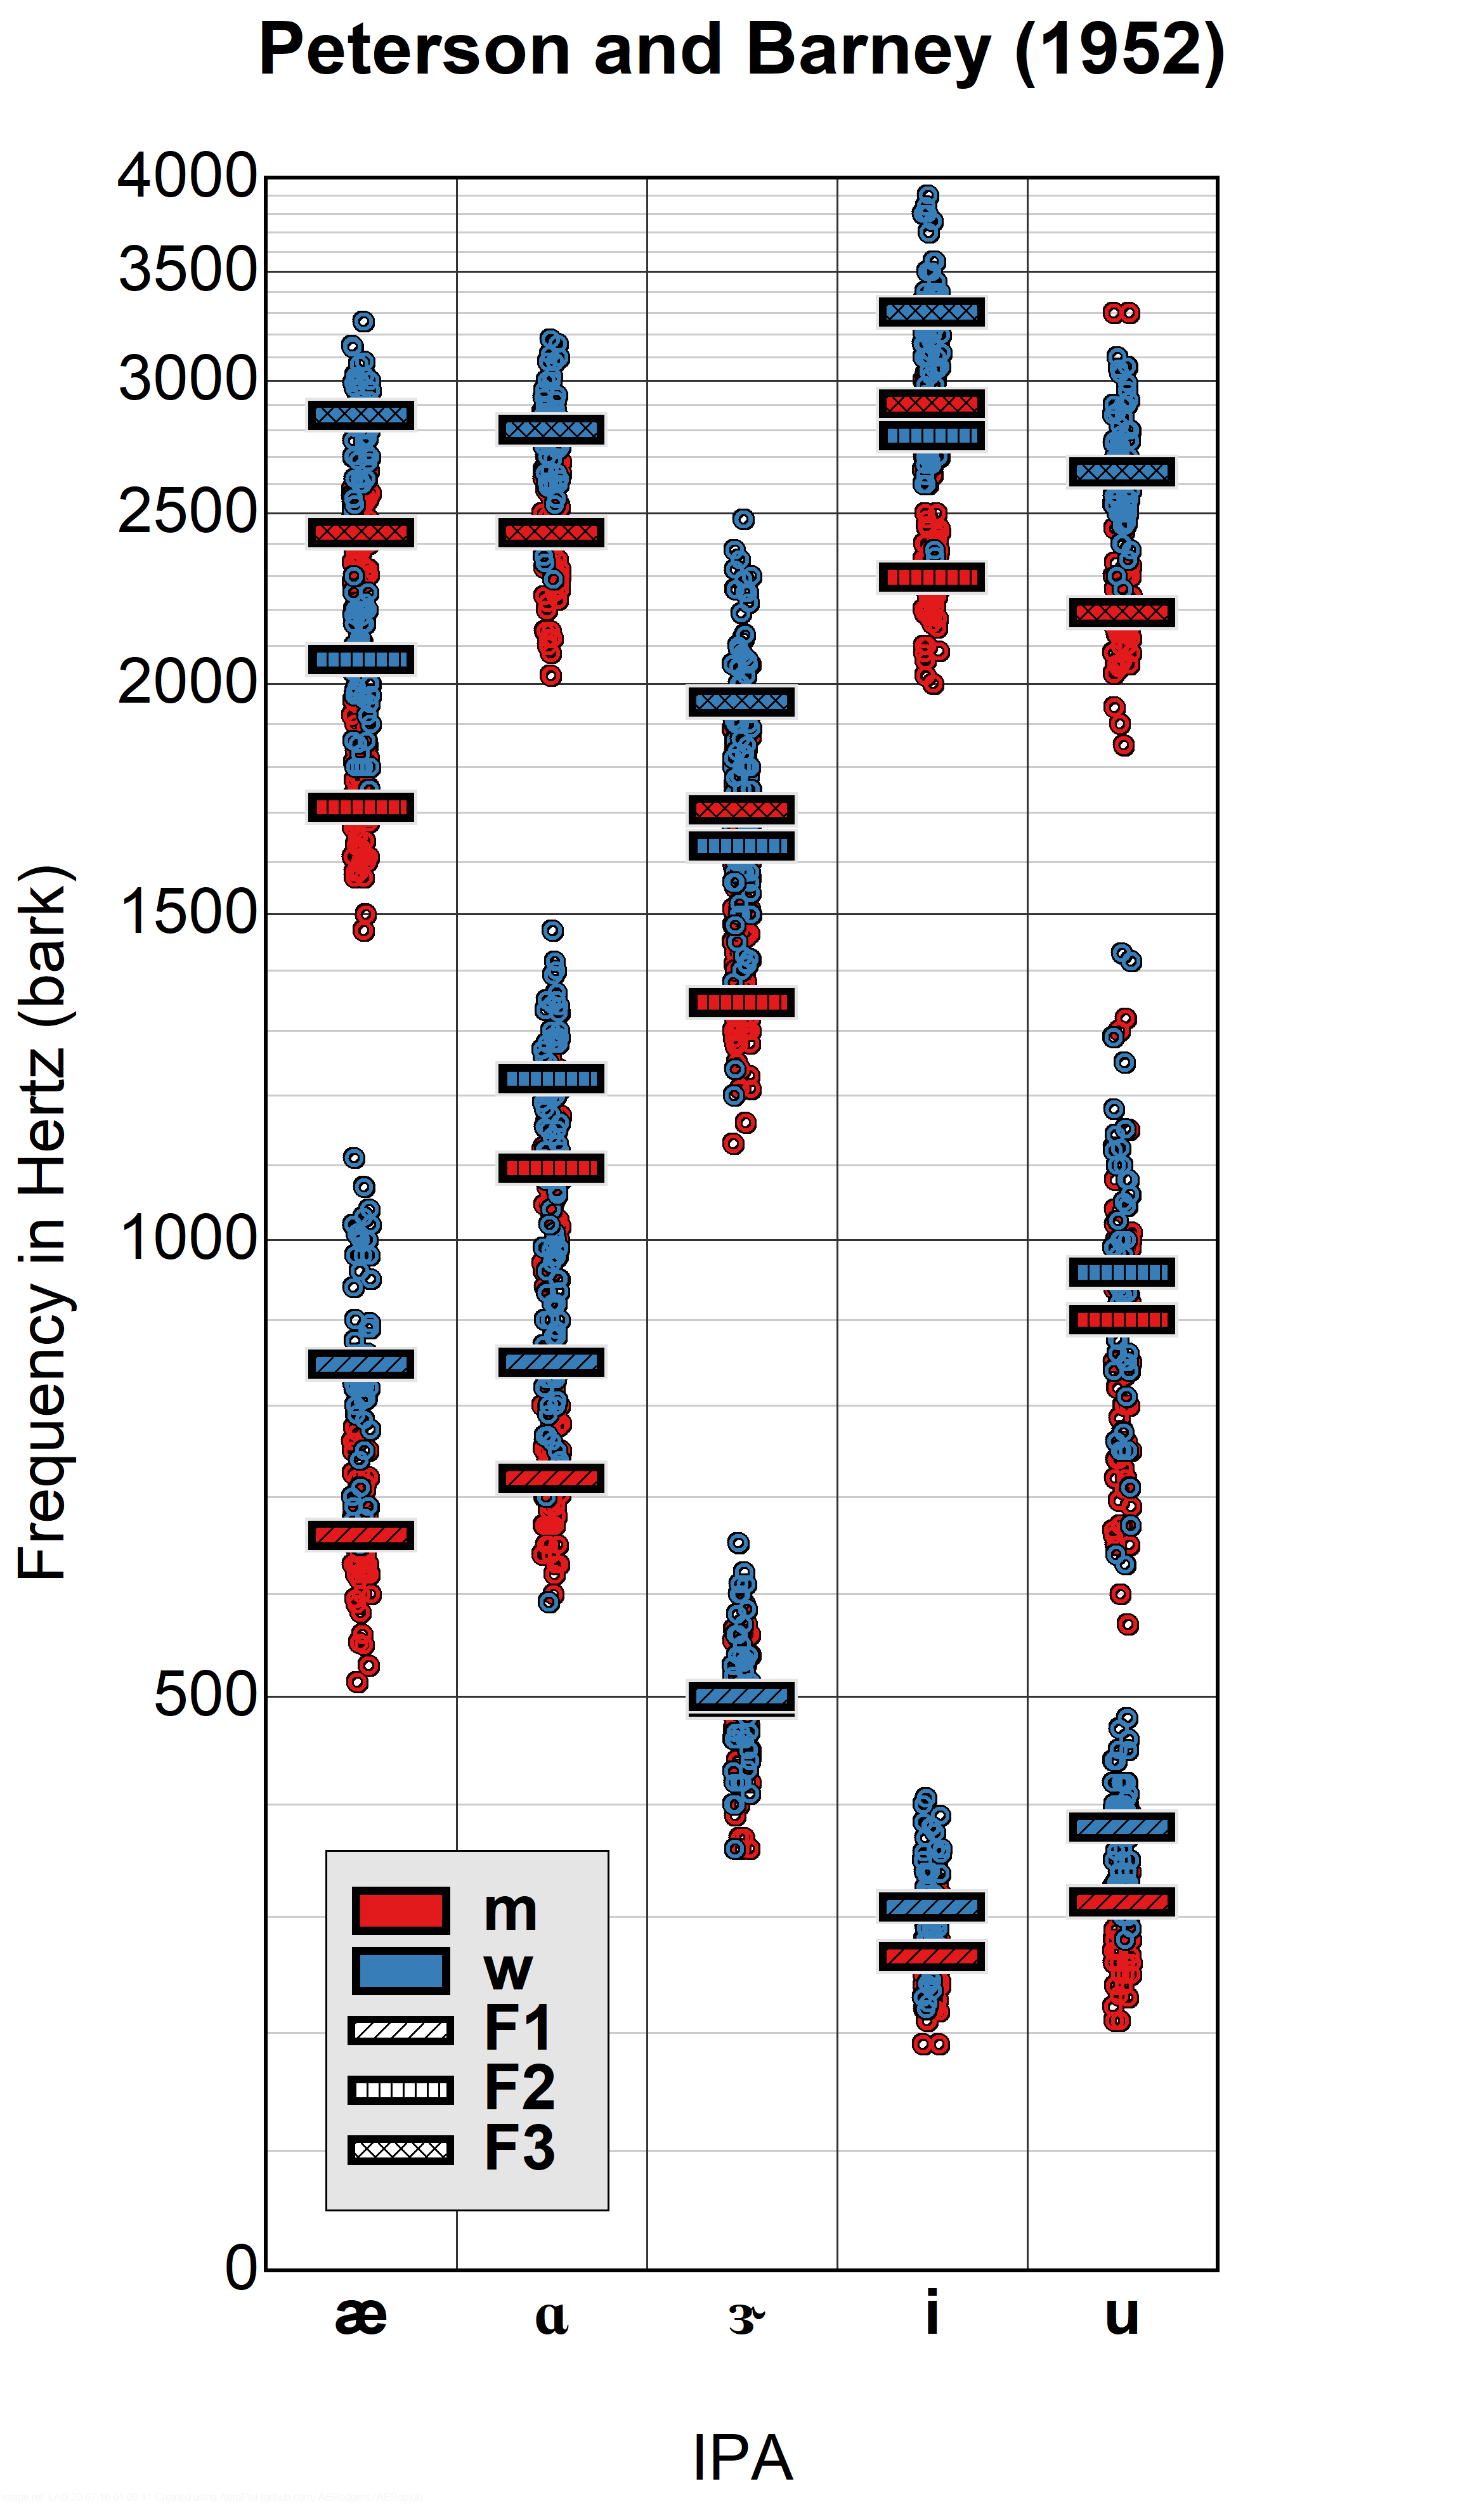 Peterson and Barney (1952)
4000
3500
3000
2500
2000
1500
1000
500
0
Frequency in Hertz (bark)
m
w
F1
F2
F3
æ ɑ ɝ i u
IPA